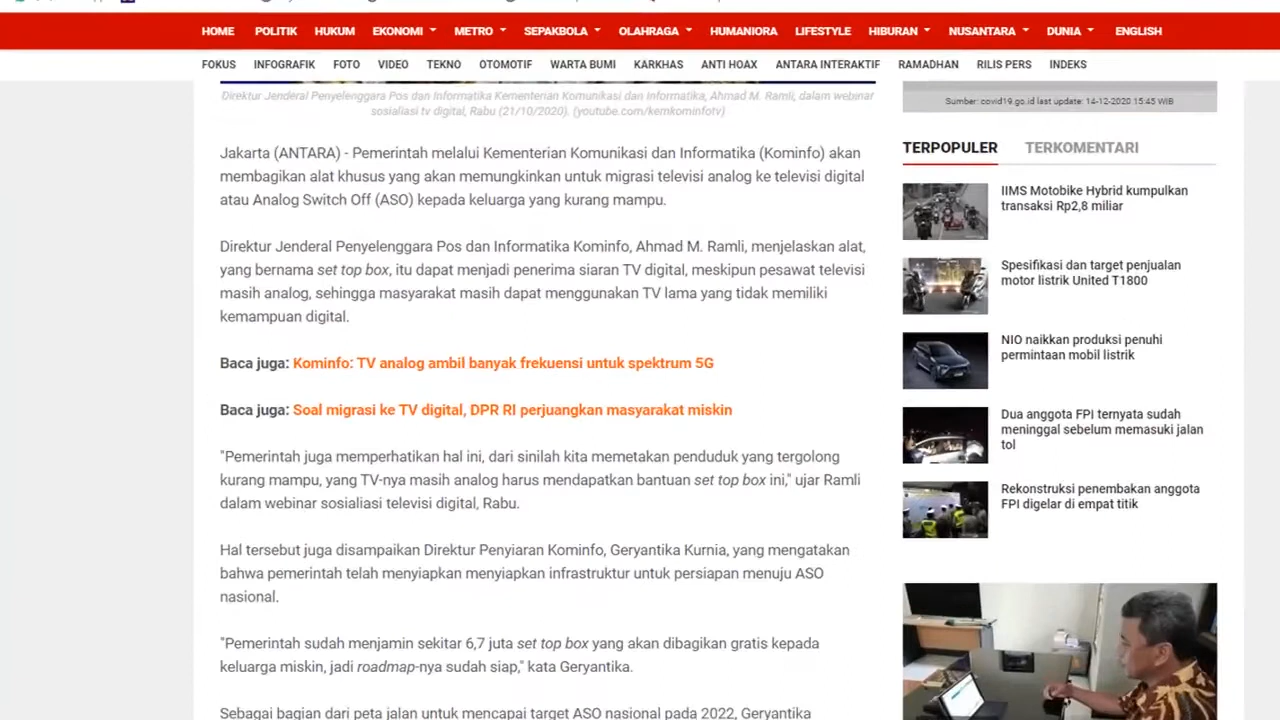 HOME POLITIK HUKUM EKONOMI METRO SEPAKBOLA OLAHRAGA HUMANIORA LIFESTYLE HIBURAN NUSANTARA DUNIA ENGLISH
FOKUS INFOGRAFIK FOTO VIDEO TEKNO OTOMOTIF WARTA BUMI KARKHAS ANTI HOAX ANTARA INTERAKTIF RAMADHAN RILIS PERS INDEKS
Direktur Jenderal Penyelenggara Pos dan Informatika Kementerian Komunikasi dan Informatika, Ahmad M. Ramli, dalam webinar
sosialiasi tv digital, Rabu (21/10/2020). (youtube.com/kemkominfotv)
Jakarta (ANTARA) - Pemerintah melalui Kementerian Komunikasi dan Informatika (Kominfo) akan
membagikan alat khusus yang akan memungkinkan untuk migrasi televisi analog ke televisi digital
atau Analog Switch Off (ASO) kepada keluarga yang kurang mampu.
Direktur Jenderal Penyelenggara Pos dan Informatika Kominfo, Ahmad M. Ramli, menjelaskan alat,
yang bernama set top box, itu dapat menjadi penerima siaran TV digital, meskipun pesawat televisi
masih analog, sehingga masyarakat masih dapat menggunakan TV lama yang tidak memiliki
kemampuan digital.
Baca juga: Kominfo: TV analog ambil banyak frekuensi untuk spektrum 5G
Baca juga: Soal migrasi ke TV digital, DPR RI perjuangkan masyarakat miskin
"Pemerintah juga memperhatikan hal ini, dari sinilah kita memetakan penduduk yang tergolong
kurang mampu, yang TV-nya masih analog harus mendapatkan bantuan set top box ini," ujar Ramli
dalam webinar sosialiasi televisi digital, Rabu.
Hal tersebut juga disampaikan Direktur Penyiaran Kominfo, Geryantika Kurnia, yang mengatakan
bahwa pemerintah telah menyiapkan menyiapkan infrastruktur untuk persiapan menuju ASO
nasional.
"Pemerintah sudah menjamin sekitar 6,7 juta set top box yang akan dibagikan gratis kepada
keluarga miskin, jadi roadmap-nya sudah siap," kata Geryantika.
Sebagai bagian dari peta jalan untuk mencapai target ASO nasional pada 2022, Geryantika
Sumber: covid19.go.id last update: 14-12-2020 15:45 WIB
TERPOPULER TERKOMENTARI
IIMS Motobike Hybrid kumpulkan
transaksi Rp2,8 miliar
Spesifikasi dan target penjualan
motor listrik United T1800
NIO naikkan produksi penuhi
permintaan mobil listrik
Dua anggota FPI ternyata sudah
meninggal sebelum memasuki jalan
tol
Rekonstruksi penembakan anggota
FPI digelar di empat titik